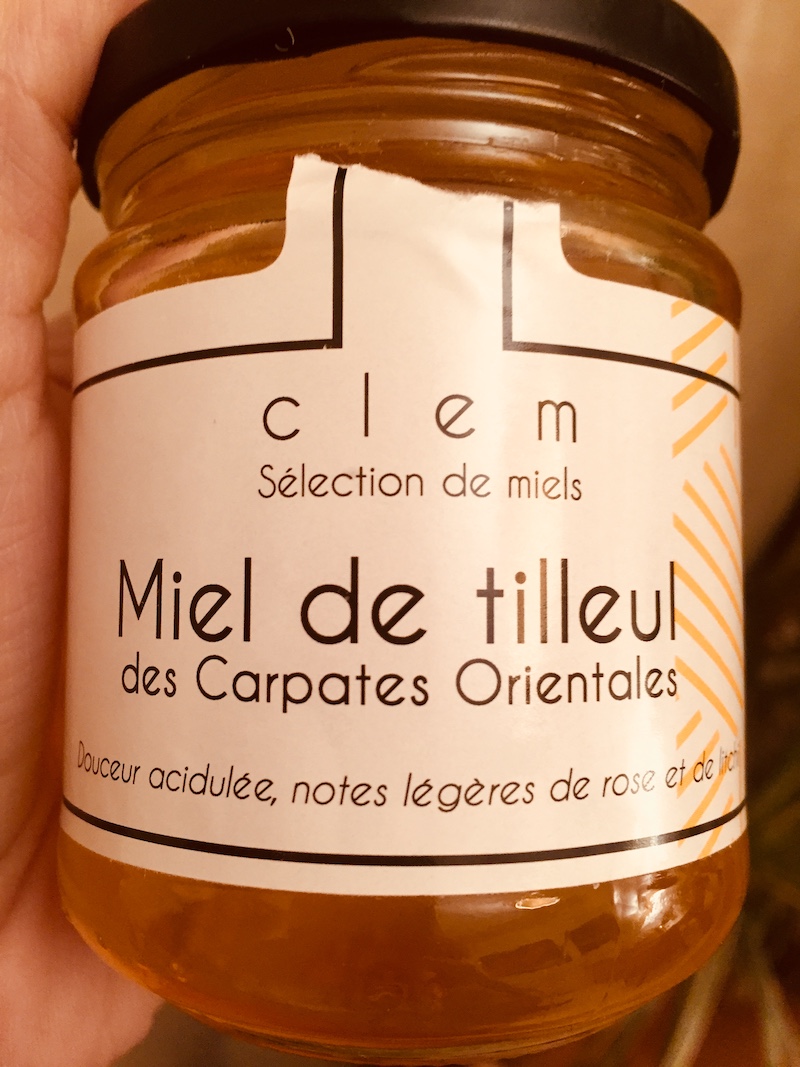 clem
Sélection de miels
Miel de tilleul
des Carpates Orientales
Douceur acidulée, notes légères de rose et de